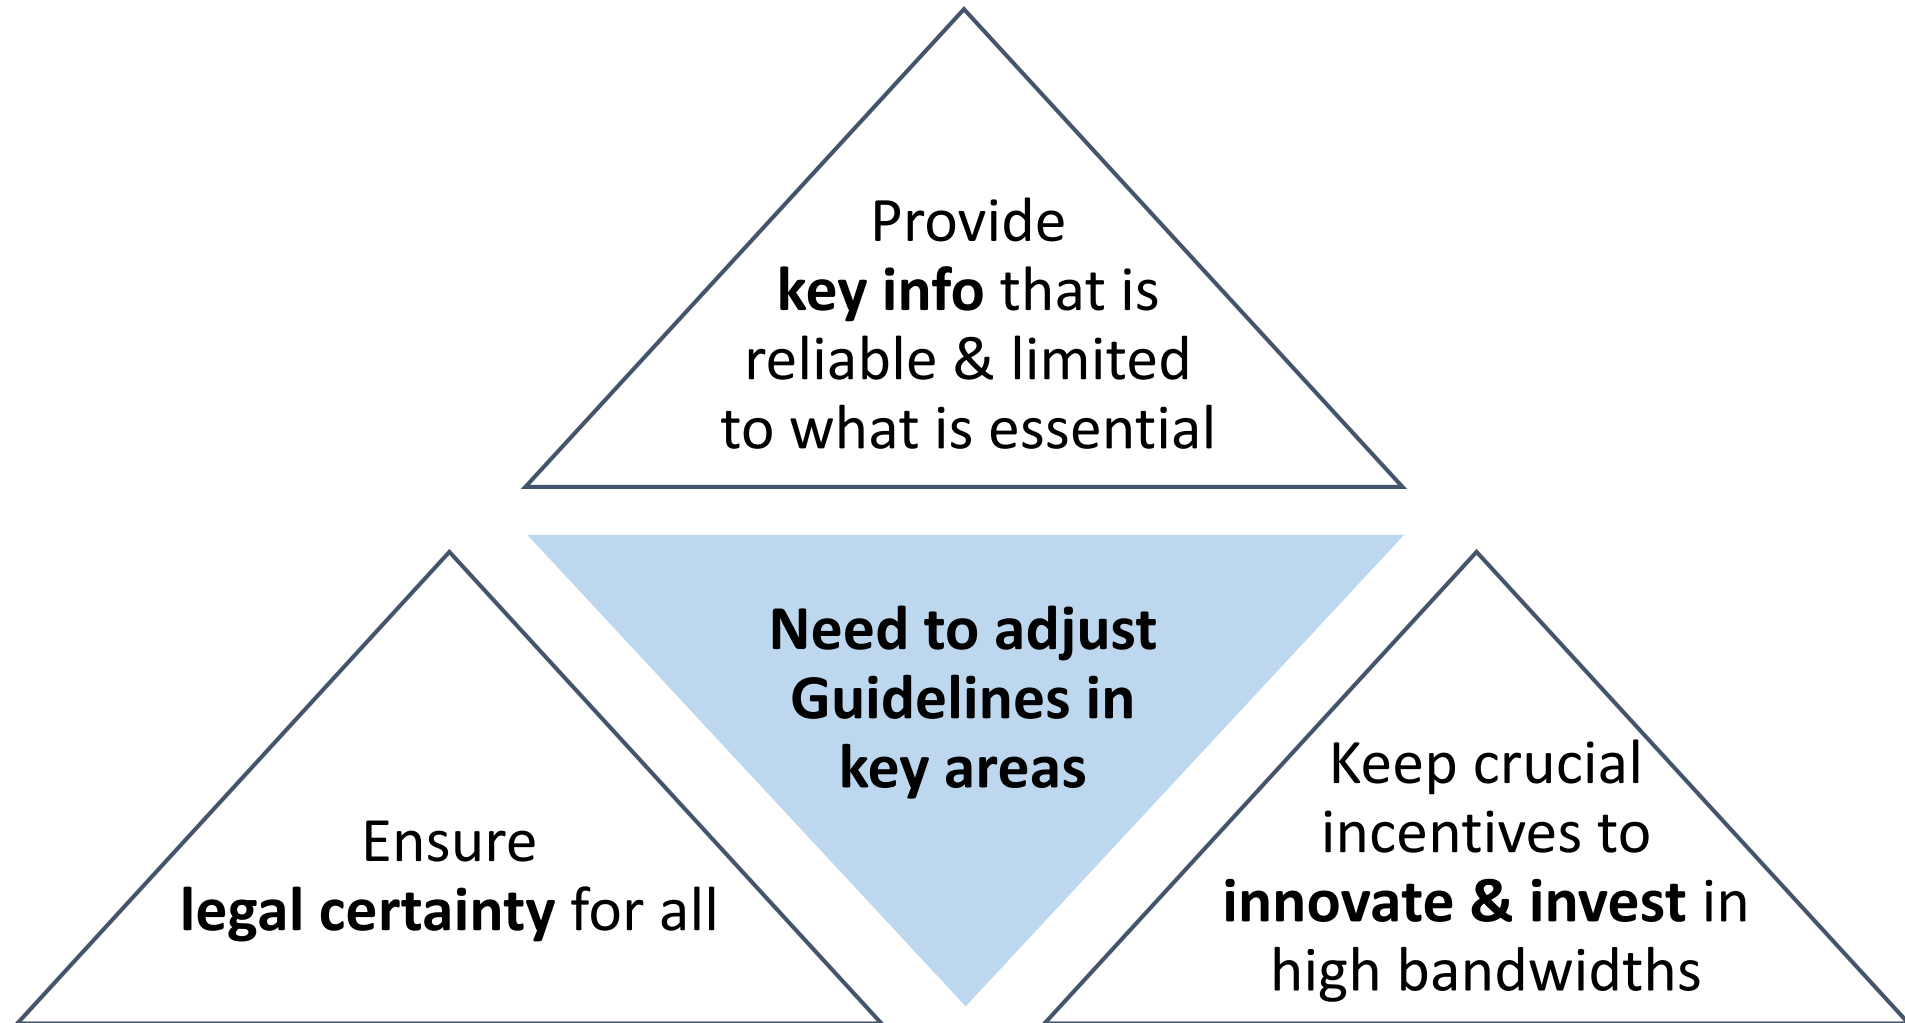 Provide
key info that is
reliable & limited
to what is essential
Need to adjust
Guidelines in
key areas
Ensure
legal certainty for all
Keep crucial
incentives to
innovate & invest in
high bandwidths